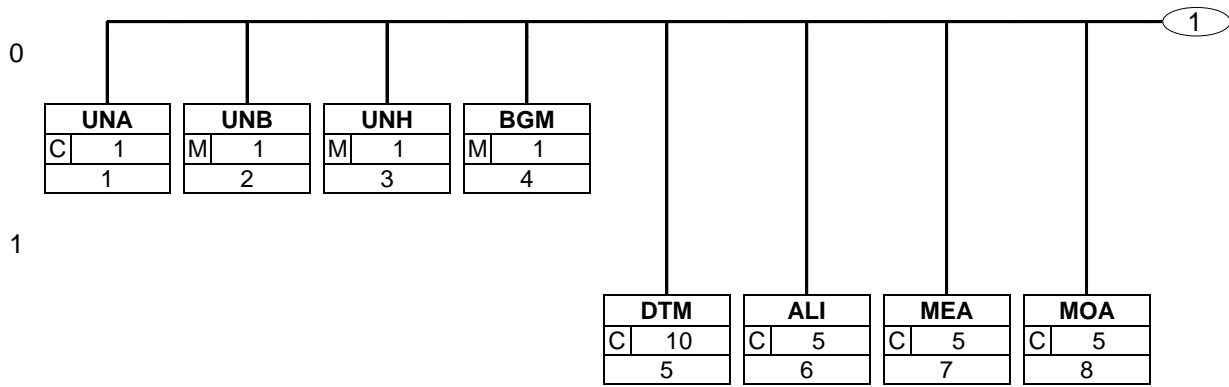 1
0
UNA UNB UNH BGM
C 1 M 1 M 1 M 1
1 2 3 4
1
DTM ALI MEA MOA
C 10 C 5 C 5 C 5
5 6 7 8